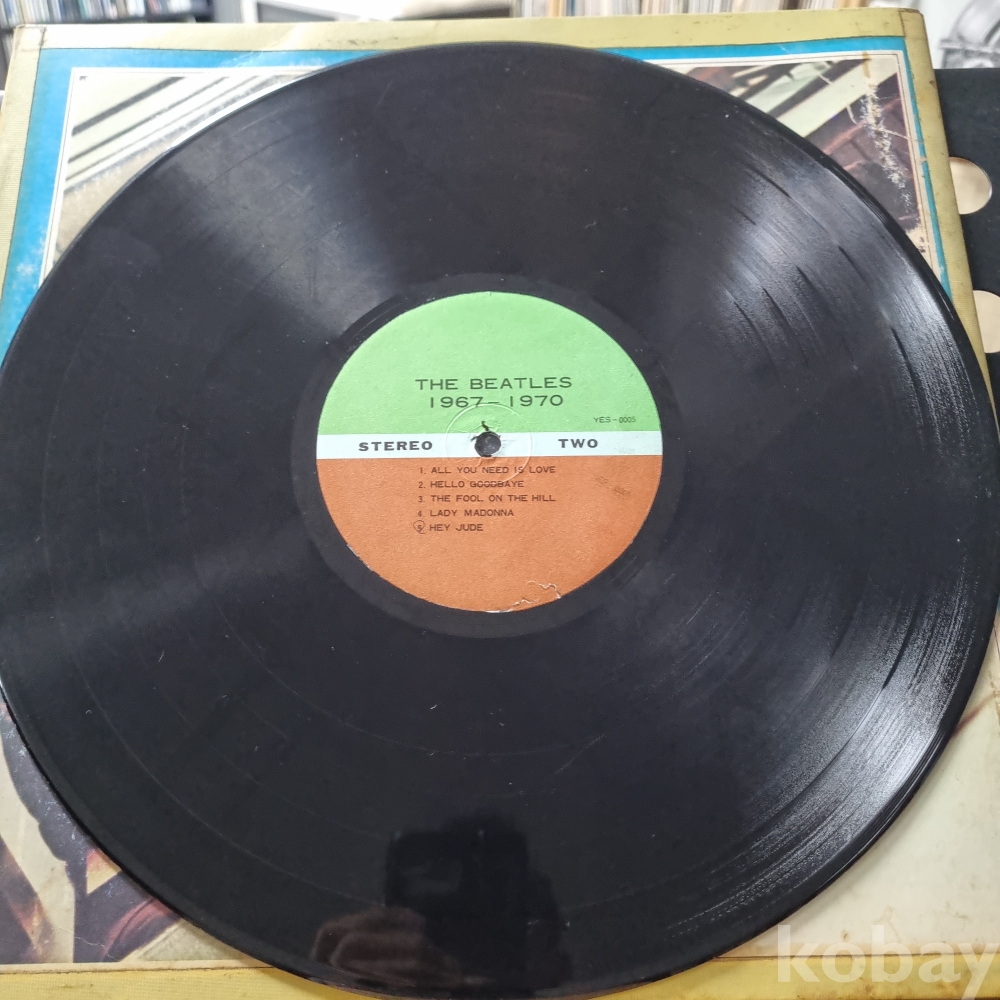 THE BEATLES
1967-1970
YES-0005
STEREO TWO
1. ALL YOU NEED IS LOVE
2. HELLO GOODBAYE
3. THE FOOL ON THE HILL
4. LADY MADONNA
5. HEY JUDE
kobay